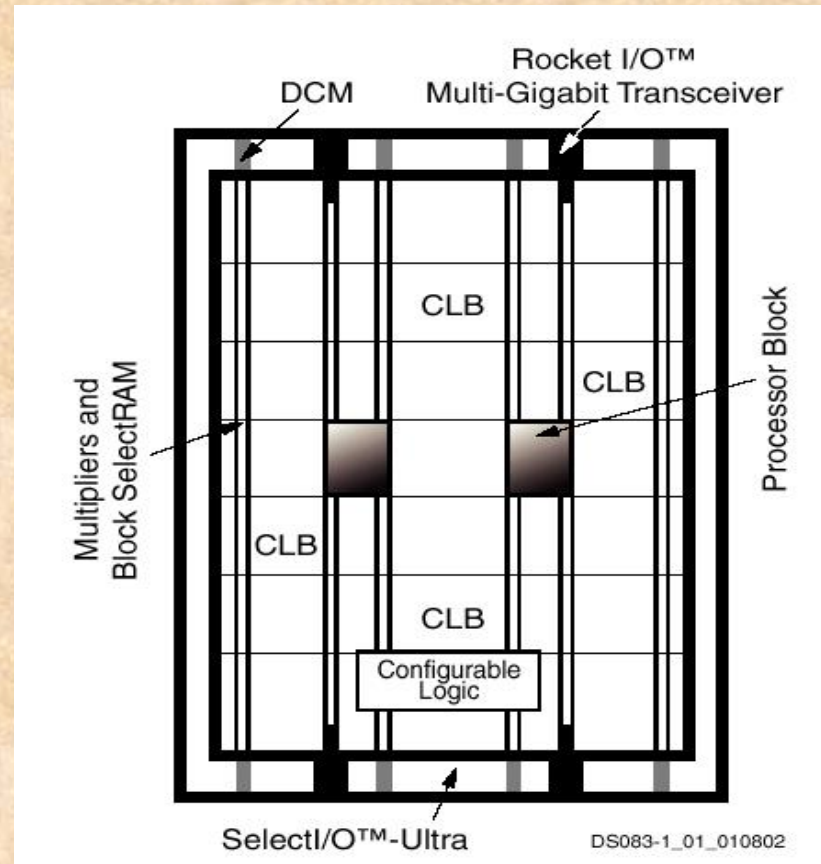 Rocket I/O™
DCM
Multi-Gigabit Transceiver
CLB
CLB
Multipliers and
Block SelectRAM
Processor Block
CLB
CLB
Configurable
Logic
SelectI/O™-Ultra
DS083-1_01_010802